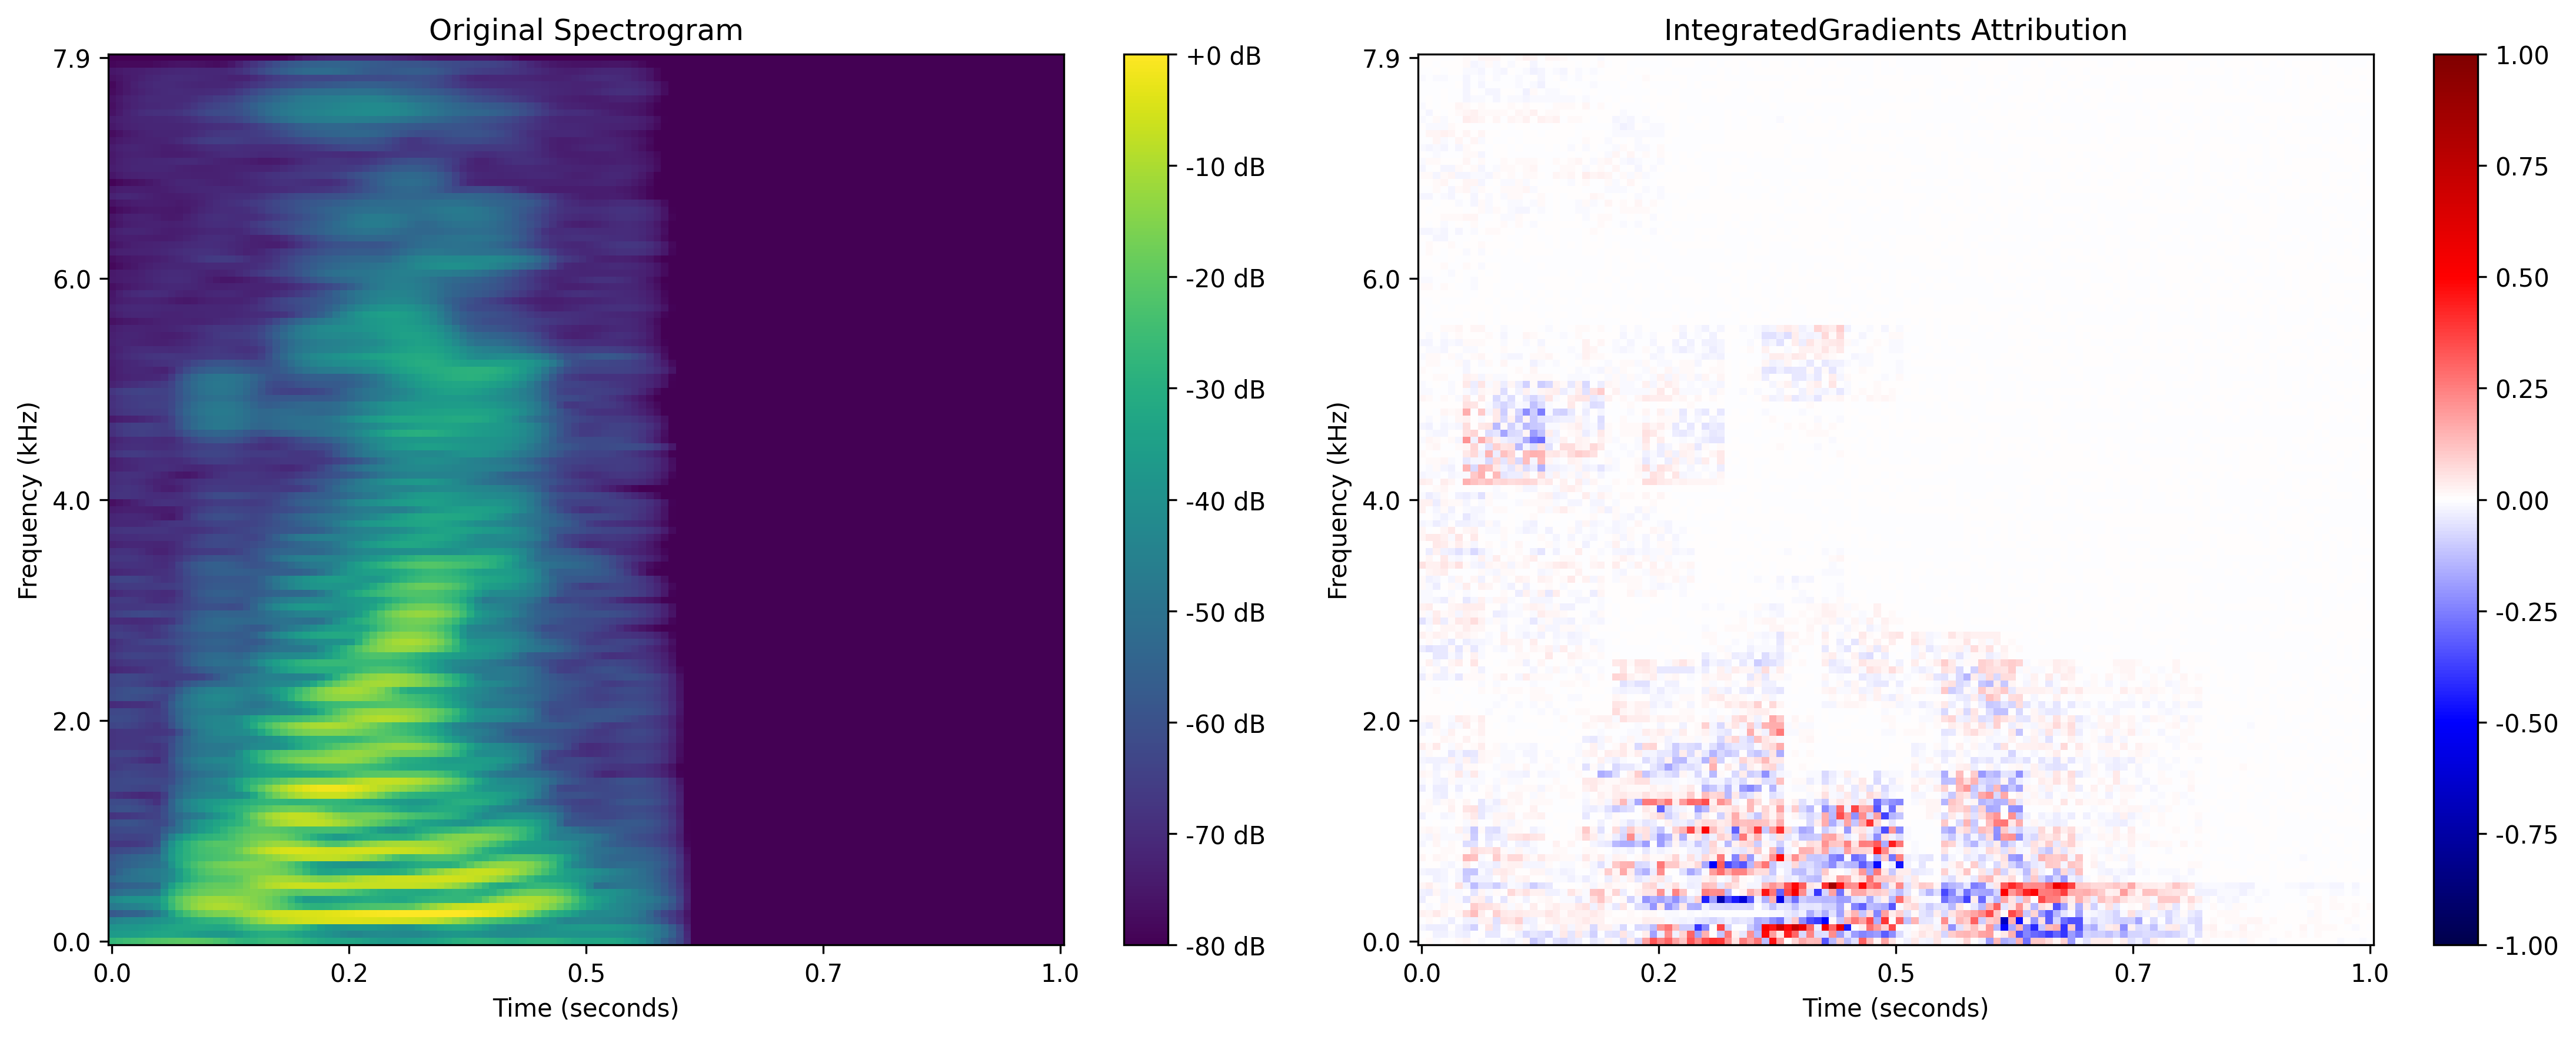 Original Spectrogram
7.9
6.0
4.0
2.0
0.0
Frequency (kHz)
0.0
0.2
0.5
0.7
1.0
Time (seconds)
+0 dB
-10 dB
-20 dB
-30 dB
-40 dB
-50 dB
-60 dB
-70 dB
-80 dB
IntegratedGradients Attribution
7.9
6.0
4.0
2.0
0.0
Frequency (kHz)
0.0
0.2
0.5
0.7
1.0
Time (seconds)
1.00
0.75
0.50
0.25
0.00
-0.25
-0.50
-0.75
-1.00